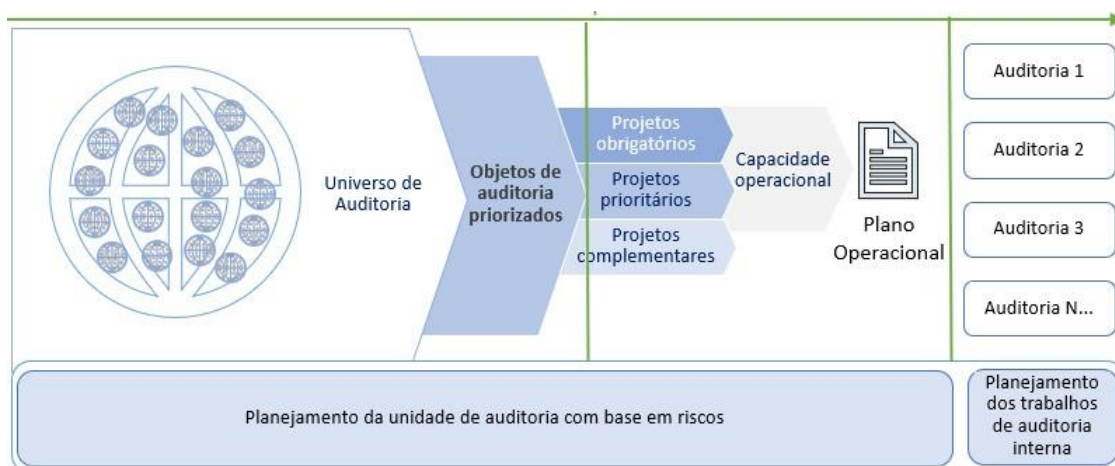 Universo de
Auditoria
Objetos de
auditoria
priorizados
Projetos
obrigatórios
Projetos
prioritários
Projetos
complementares
Capacidade
operacional
Plano
Operacional
Auditoria 1
Auditoria 2
Auditoria 3
Auditoria N...
Planejamento da unidade de auditoria com base em riscos
Planejamento
dos trabalhos
de auditoria
interna